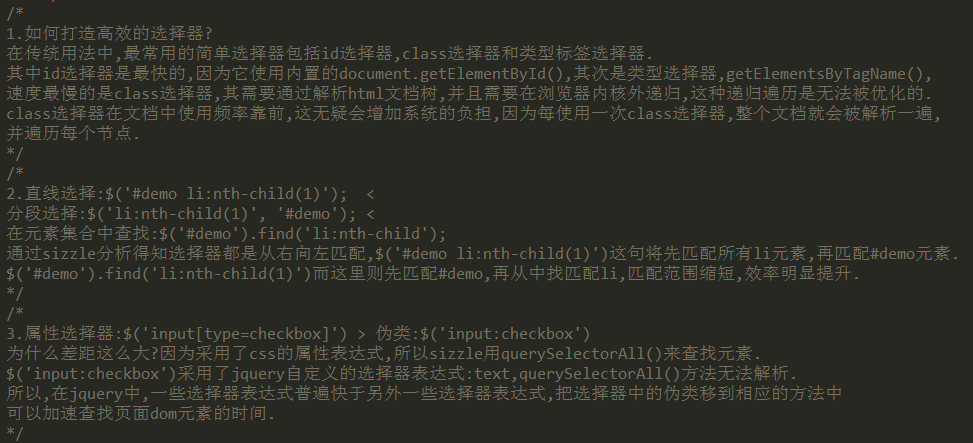 /*
1.如何打造高效的选择器?
在传统用法中,最常用的简单选择器包括id选择器,class选择器和类型标签选择器.
其中id选择器是最快的,因为它使用内置的document.getElementById(),其次是类型选择器,getElementsByTagName(),
速度最慢的是class选择器,其需要通过解析html文档树,并且需要在浏览器内核外递归,这种递归遍历是无法被优化的.
class选择器在文档中使用频率靠前,这无疑会增加系统的负担,因为每使用一次class选择器,整个文档就会被解析一遍,
并遍历每个节点.
*/
/*
2.直线选择:$('#demo li:nth-child(1)');  <
分段选择:$('li:nth-child(1)', '#demo'); <
在元素集合中查找:$('#demo').find('li:nth-child');
通过sizzle分析得知选择器都是从右向左匹配,$('#demo li:nth-child(1)')这句将先匹配所有li元素,再匹配#demo元素.
$('#demo').find('li:nth-child(1)')而这里则先匹配#demo,再从中找匹配li,匹配范围缩短,效率明显提升.
*/
/*
3.属性选择器:$('input[type=checkbox]') > 伪类:$('input:checkbox')
为什么差距这么大?因为采用了css的属性表达式,所以sizzle用querySelectorAll()来查找元素.
$('input:checkbox')采用了jquery自定义的选择器表达式:text,querySelectorAll()方法无法解析.
所以,在jquery中,一些选择器表达式普遍快于另外一些选择器表达式,把选择器中的伪类移到相应的方法中
可以加速查找页面dom元素的时间.
*/